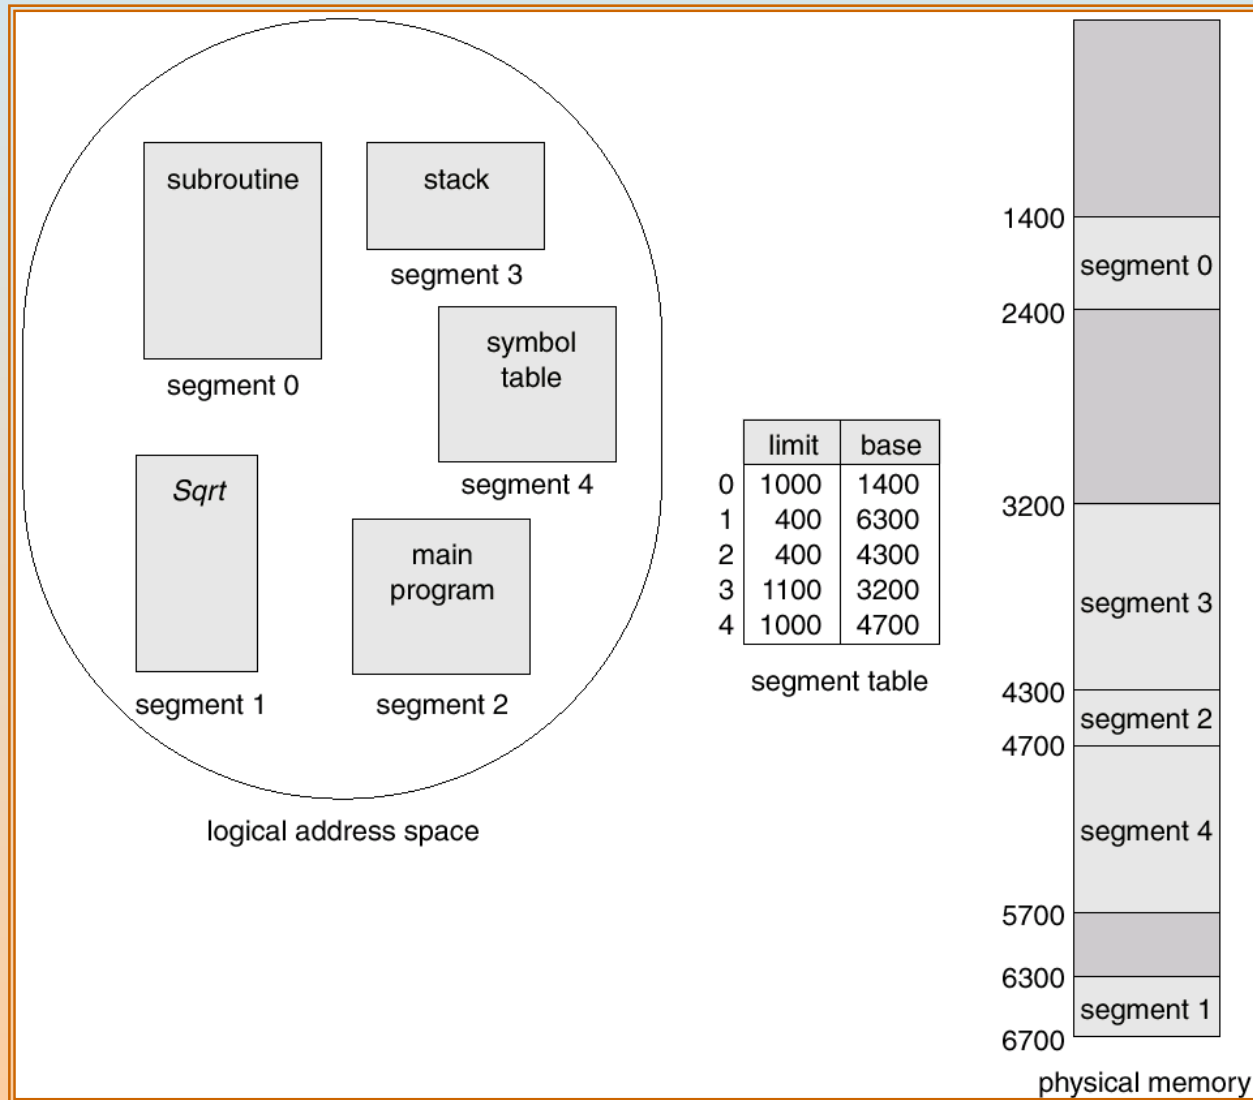 subroutine
segment 0
stack
segment 3
symbol
table
segment 4
Sqrt
segment 1
main
program
segment 2
logical address space
limit base
0 1000 1400
1 400 6300
2 400 4300
3 1100 3200
4 1000 4700
segment table
1400
segment 0
2400
3200
segment 3
4300
segment 2
4700
segment 4
5700
6300
segment 1
6700
physical memory